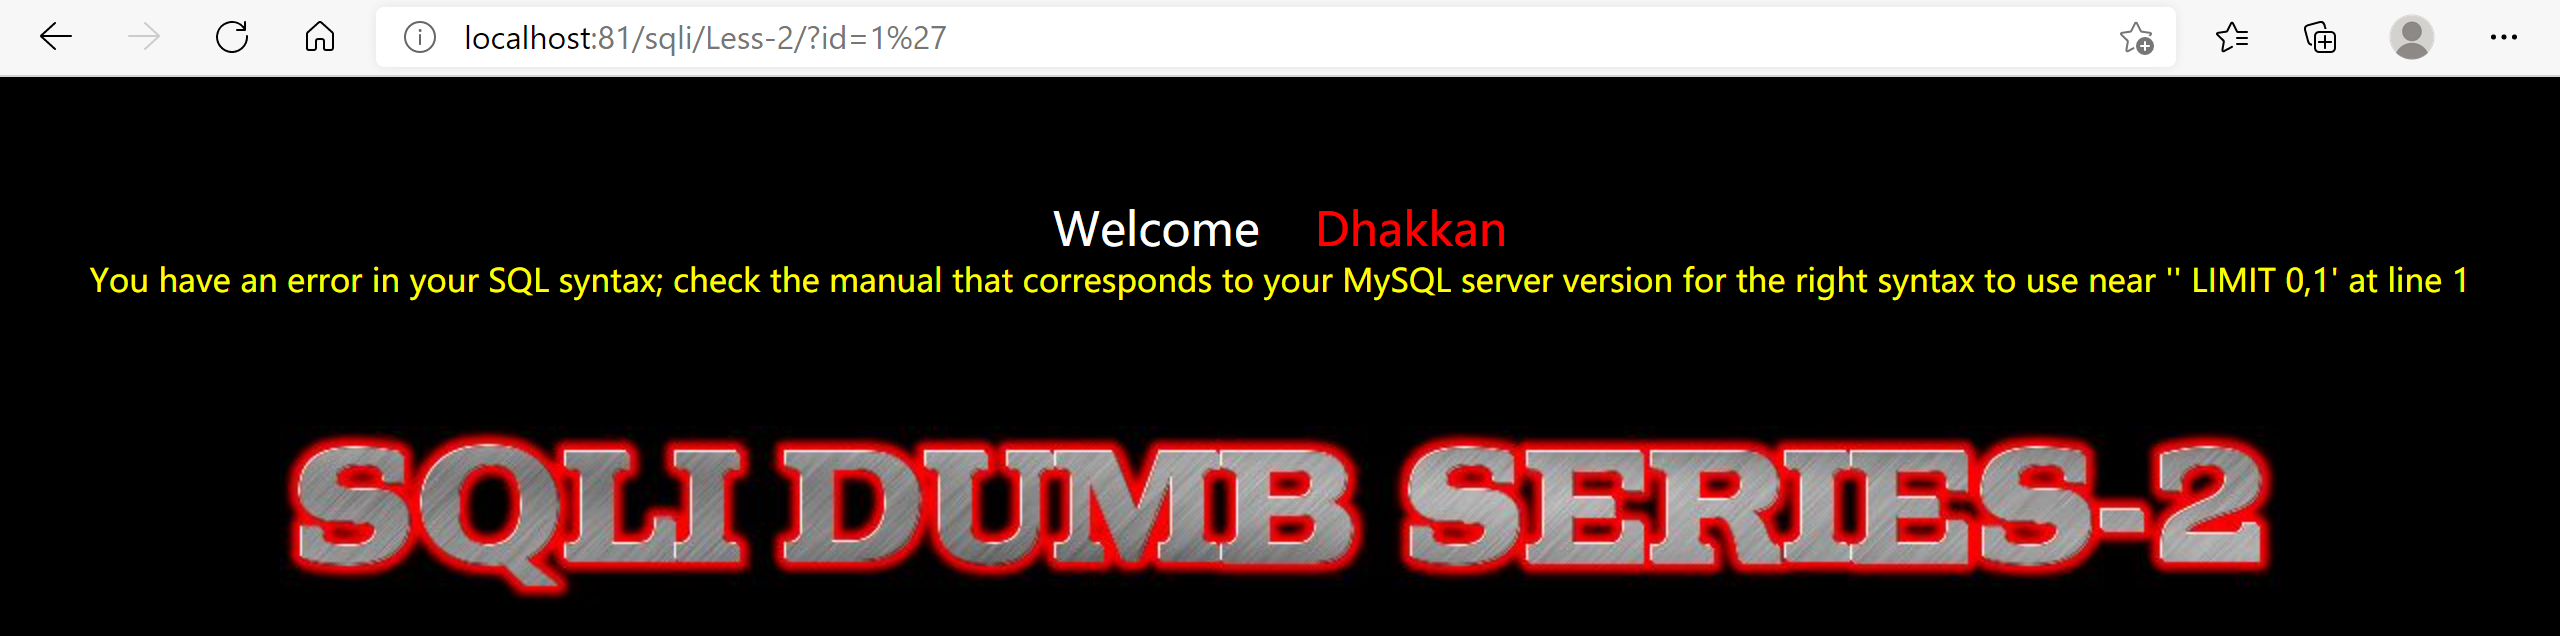 localhost:81/sqli/Less-2/?id=1%27
Welcome Dhakkan
You have an error in your SQL syntax; check the manual that corresponds to your MySQL server version for the right syntax to use near '' LIMIT 0,1' at line 1
SQLI DUMB SERIES-2